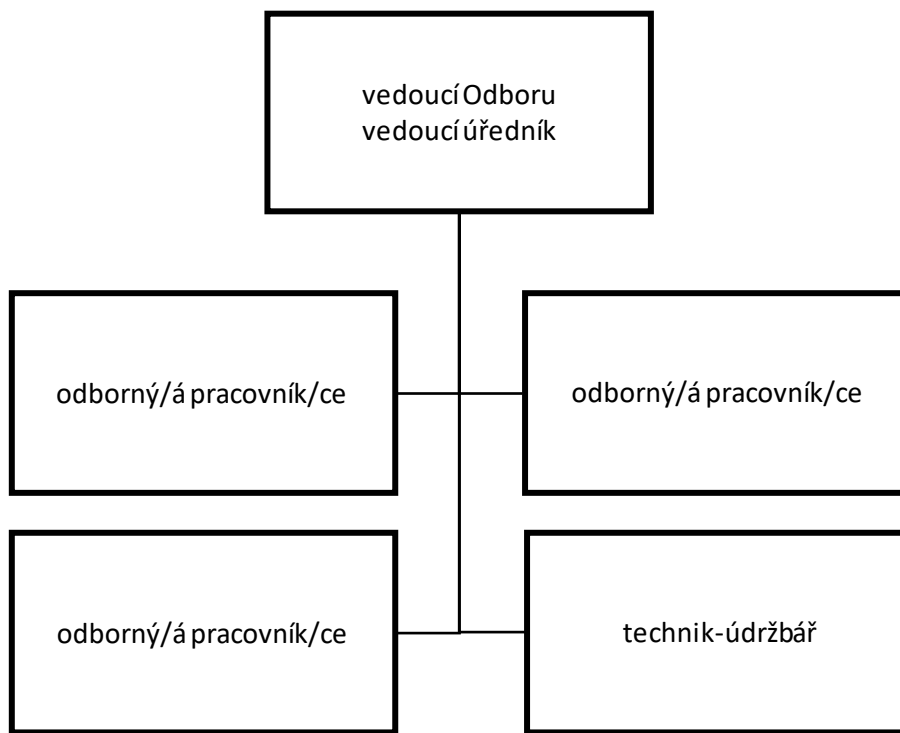 vedoucí Odboru
vedoucí úředník
odborný/á pracovník/ce
odborný/á pracovník/ce
odborný/á pracovník/ce
technik-údržbář